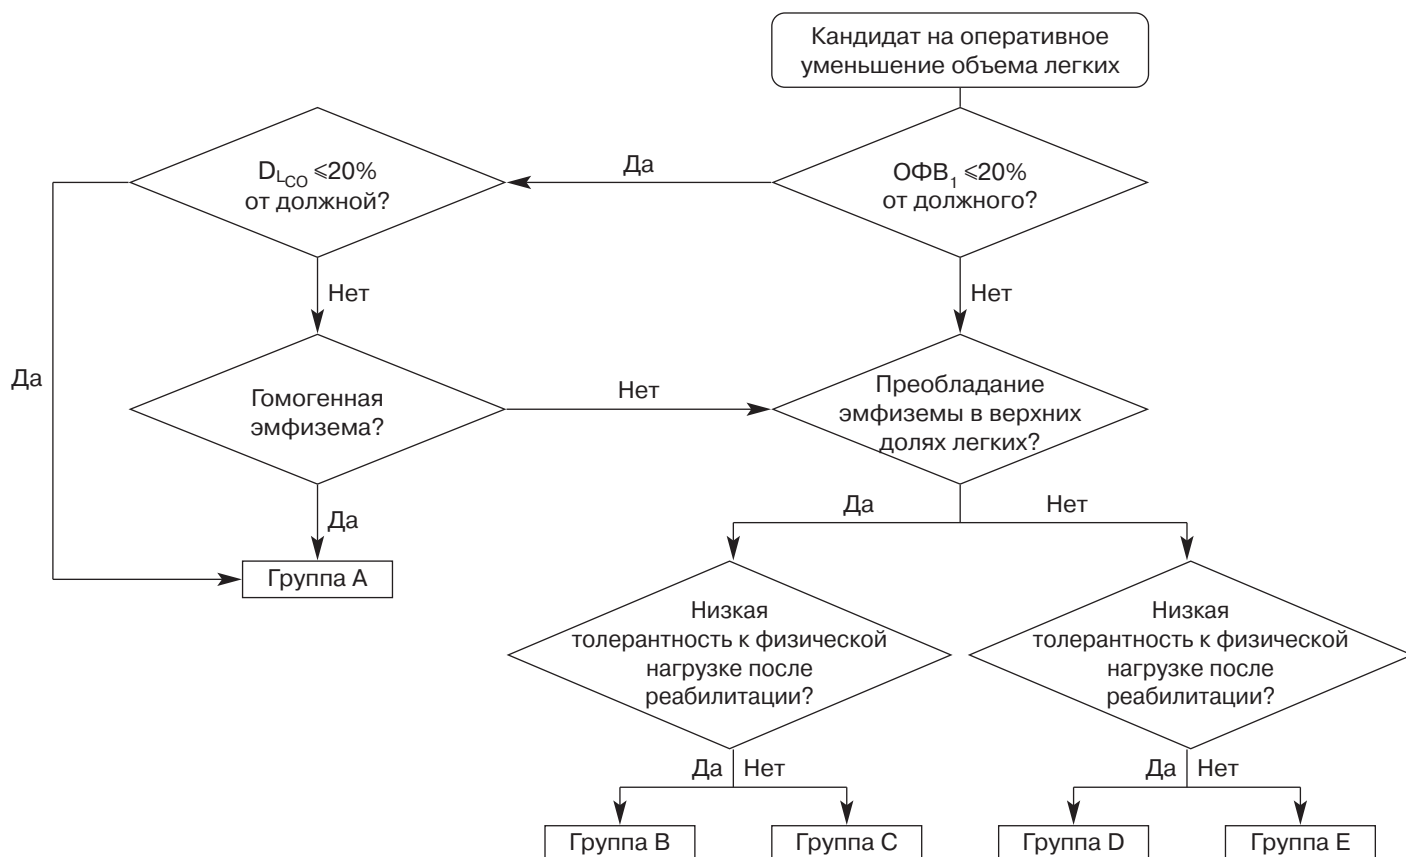 Кандидат на оперативное
уменьшение объема легких
D_LCO ⩽20%
от должной?
Да
ОФВ₁ ⩽20%
от должного?
Нет
Нет
Да
Гомогенная
эмфизема?
Нет
Преобладание
эмфиземы в верхних
долях легких?
Да
Да
Нет
Группа A
Низкая
толерантность к физической
нагрузке после
реабилитации?
Низкая
толерантность к физической
нагрузке после
реабилитации?
Да
Нет
Да
Нет
Группа B
Группа C
Группа D
Группа E